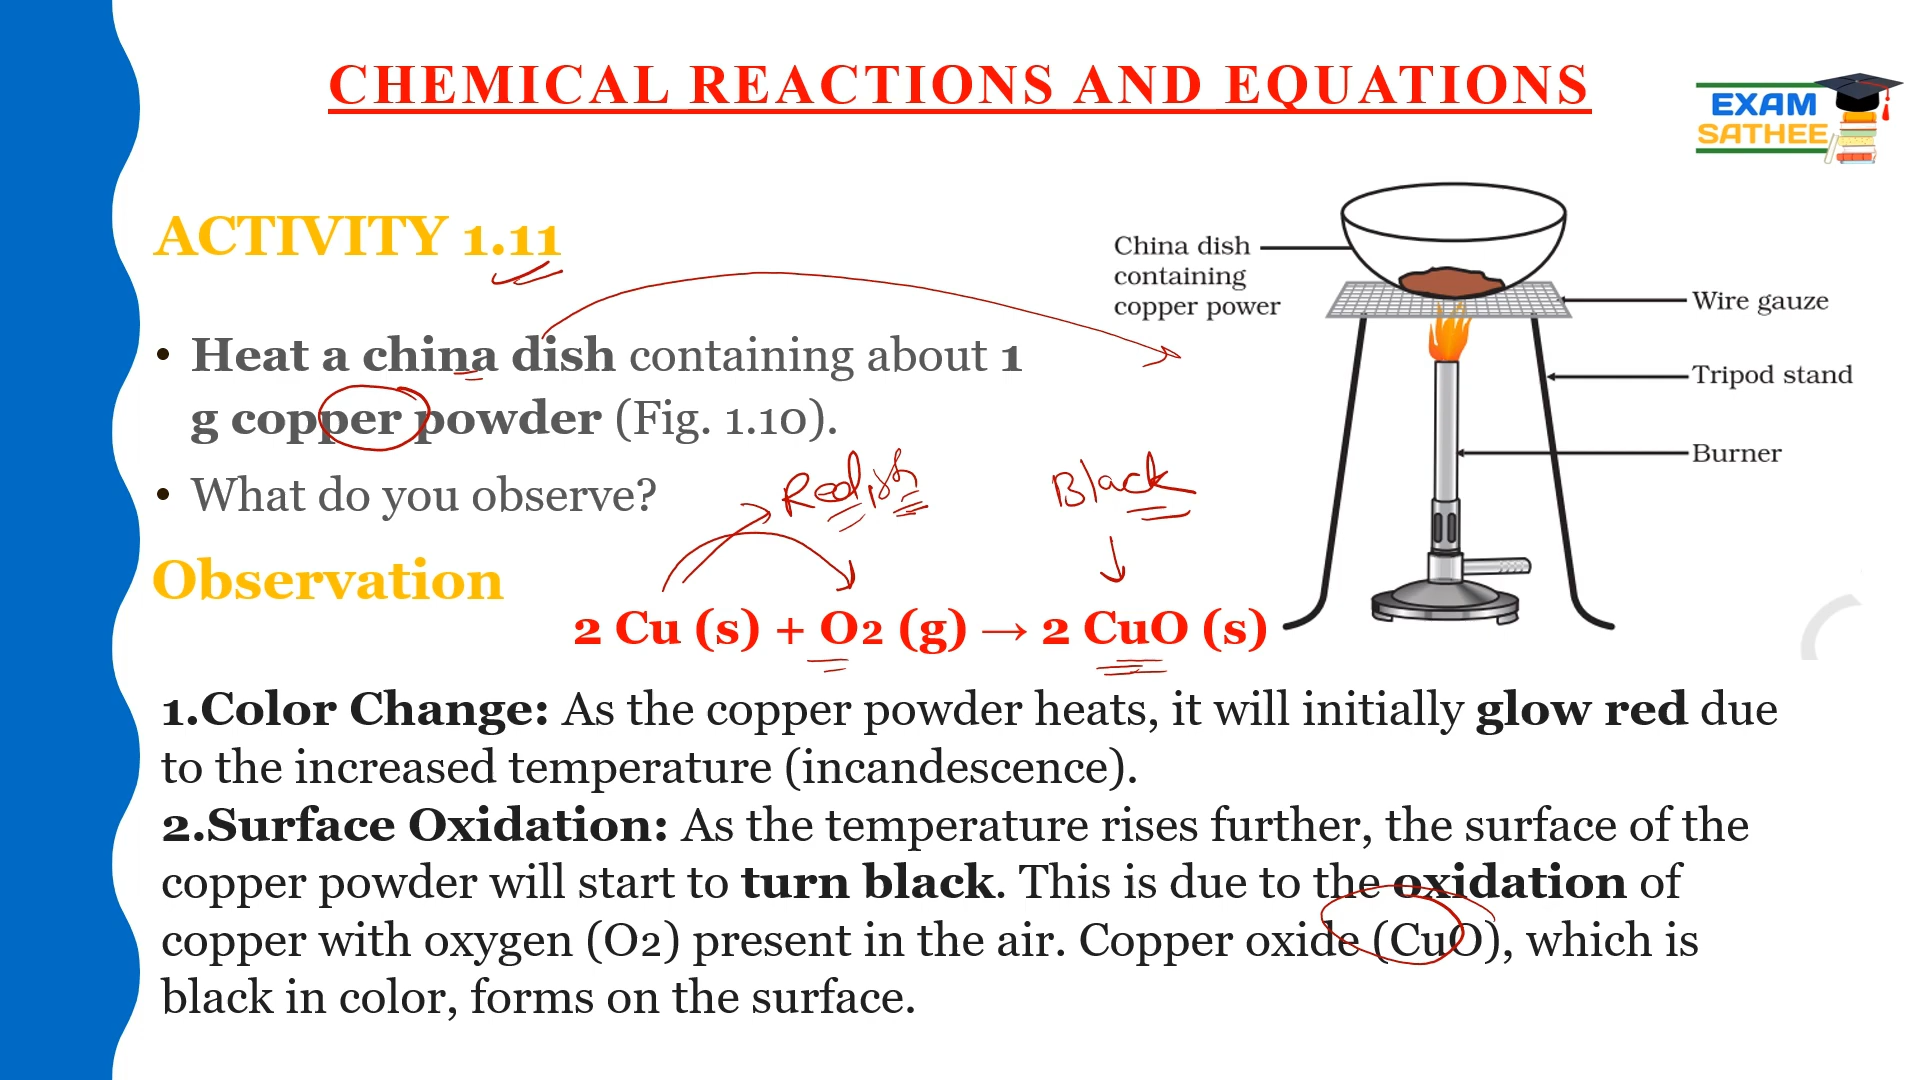 CHEMICAL REACTIONS AND EQUATIONS
EXAM
SATHEE
ACTIVITY 1.11
China dish
containing
copper power
Wire gauze
Tripod stand
Burner
• Heat a china dish containing about 1
g copper powder (Fig. 1.10).
• What do you observe?
Redish
Black
Observation
2 Cu (s) + O2 (g) → 2 CuO (s)
1.Color Change: As the copper powder heats, it will initially glow red due
to the increased temperature (incandescence).
2.Surface Oxidation: As the temperature rises further, the surface of the
copper powder will start to turn black. This is due to the oxidation of
copper with oxygen (O2) present in the air. Copper oxide (CuO), which is
black in color, forms on the surface.